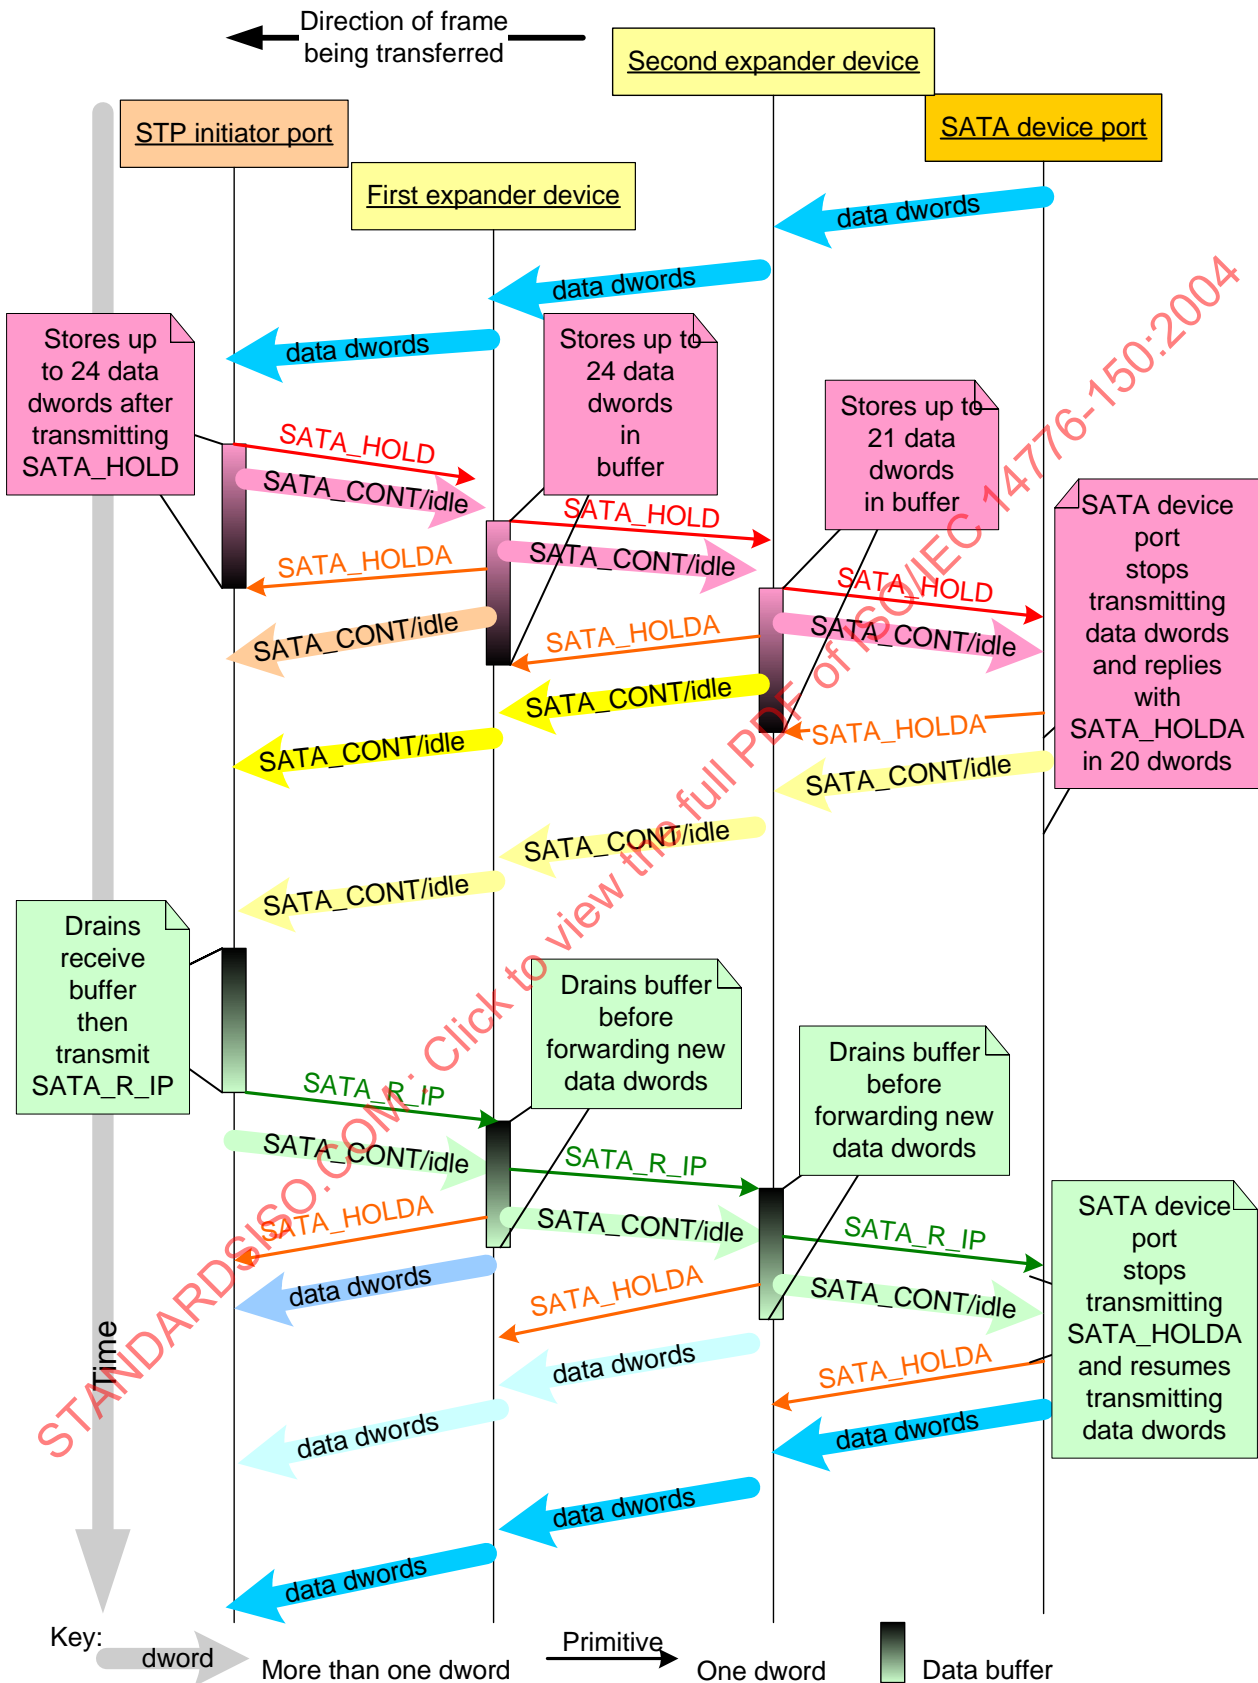 Direction of frame
being transferred
Second expander device
STP initiator port
SATA device port
First expander device
data dwords
data dwords
data dwords
Stores up
to 24 data
dwords after
transmitting
SATA_HOLD
Stores up to
24 data
dwords
in
buffer
Stores up to
21 data
dwords
in buffer
SATA device
port
stops
transmitting
data dwords
and replies
with
SATA_HOLDA
in 20 dwords
SATA_HOLD
SATA_CONT/idle
SATA_HOLD
SATA_CONT/idle
SATA_HOLDA
SATA_HOLD
SATA_CONT/idle
SATA_CONT/idle
SATA_HOLDA
SATA_CONT/idle
SATA_HOLDA
SATA_CONT/idle
SATA_CONT/idle
SATA_CONT/idle
SATA_CONT/idle
Drains
receive
buffer
then
transmit
SATA_R_IP
Drains buffer
before
forwarding new
data dwords
Drains buffer
before
forwarding new
data dwords
SATA_R_IP
SATA_CONT/idle
SATA_R_IP
SATA_HOLDA
SATA_CONT/idle
SATA_R_IP
data dwords
SATA_HOLDA
SATA_CONT/idle
SATA device
port
stops
transmitting
SATA_HOLDA
and resumes
transmitting
data dwords
data dwords
SATA_HOLDA
data dwords
data dwords
data dwords
data dwords
Time
Key:
dword
More than one dword
Primitive
One dword
Data buffer
STANDARDSISO.COM : Click to view the full PDF of ISO/IEC 14776-150:2004